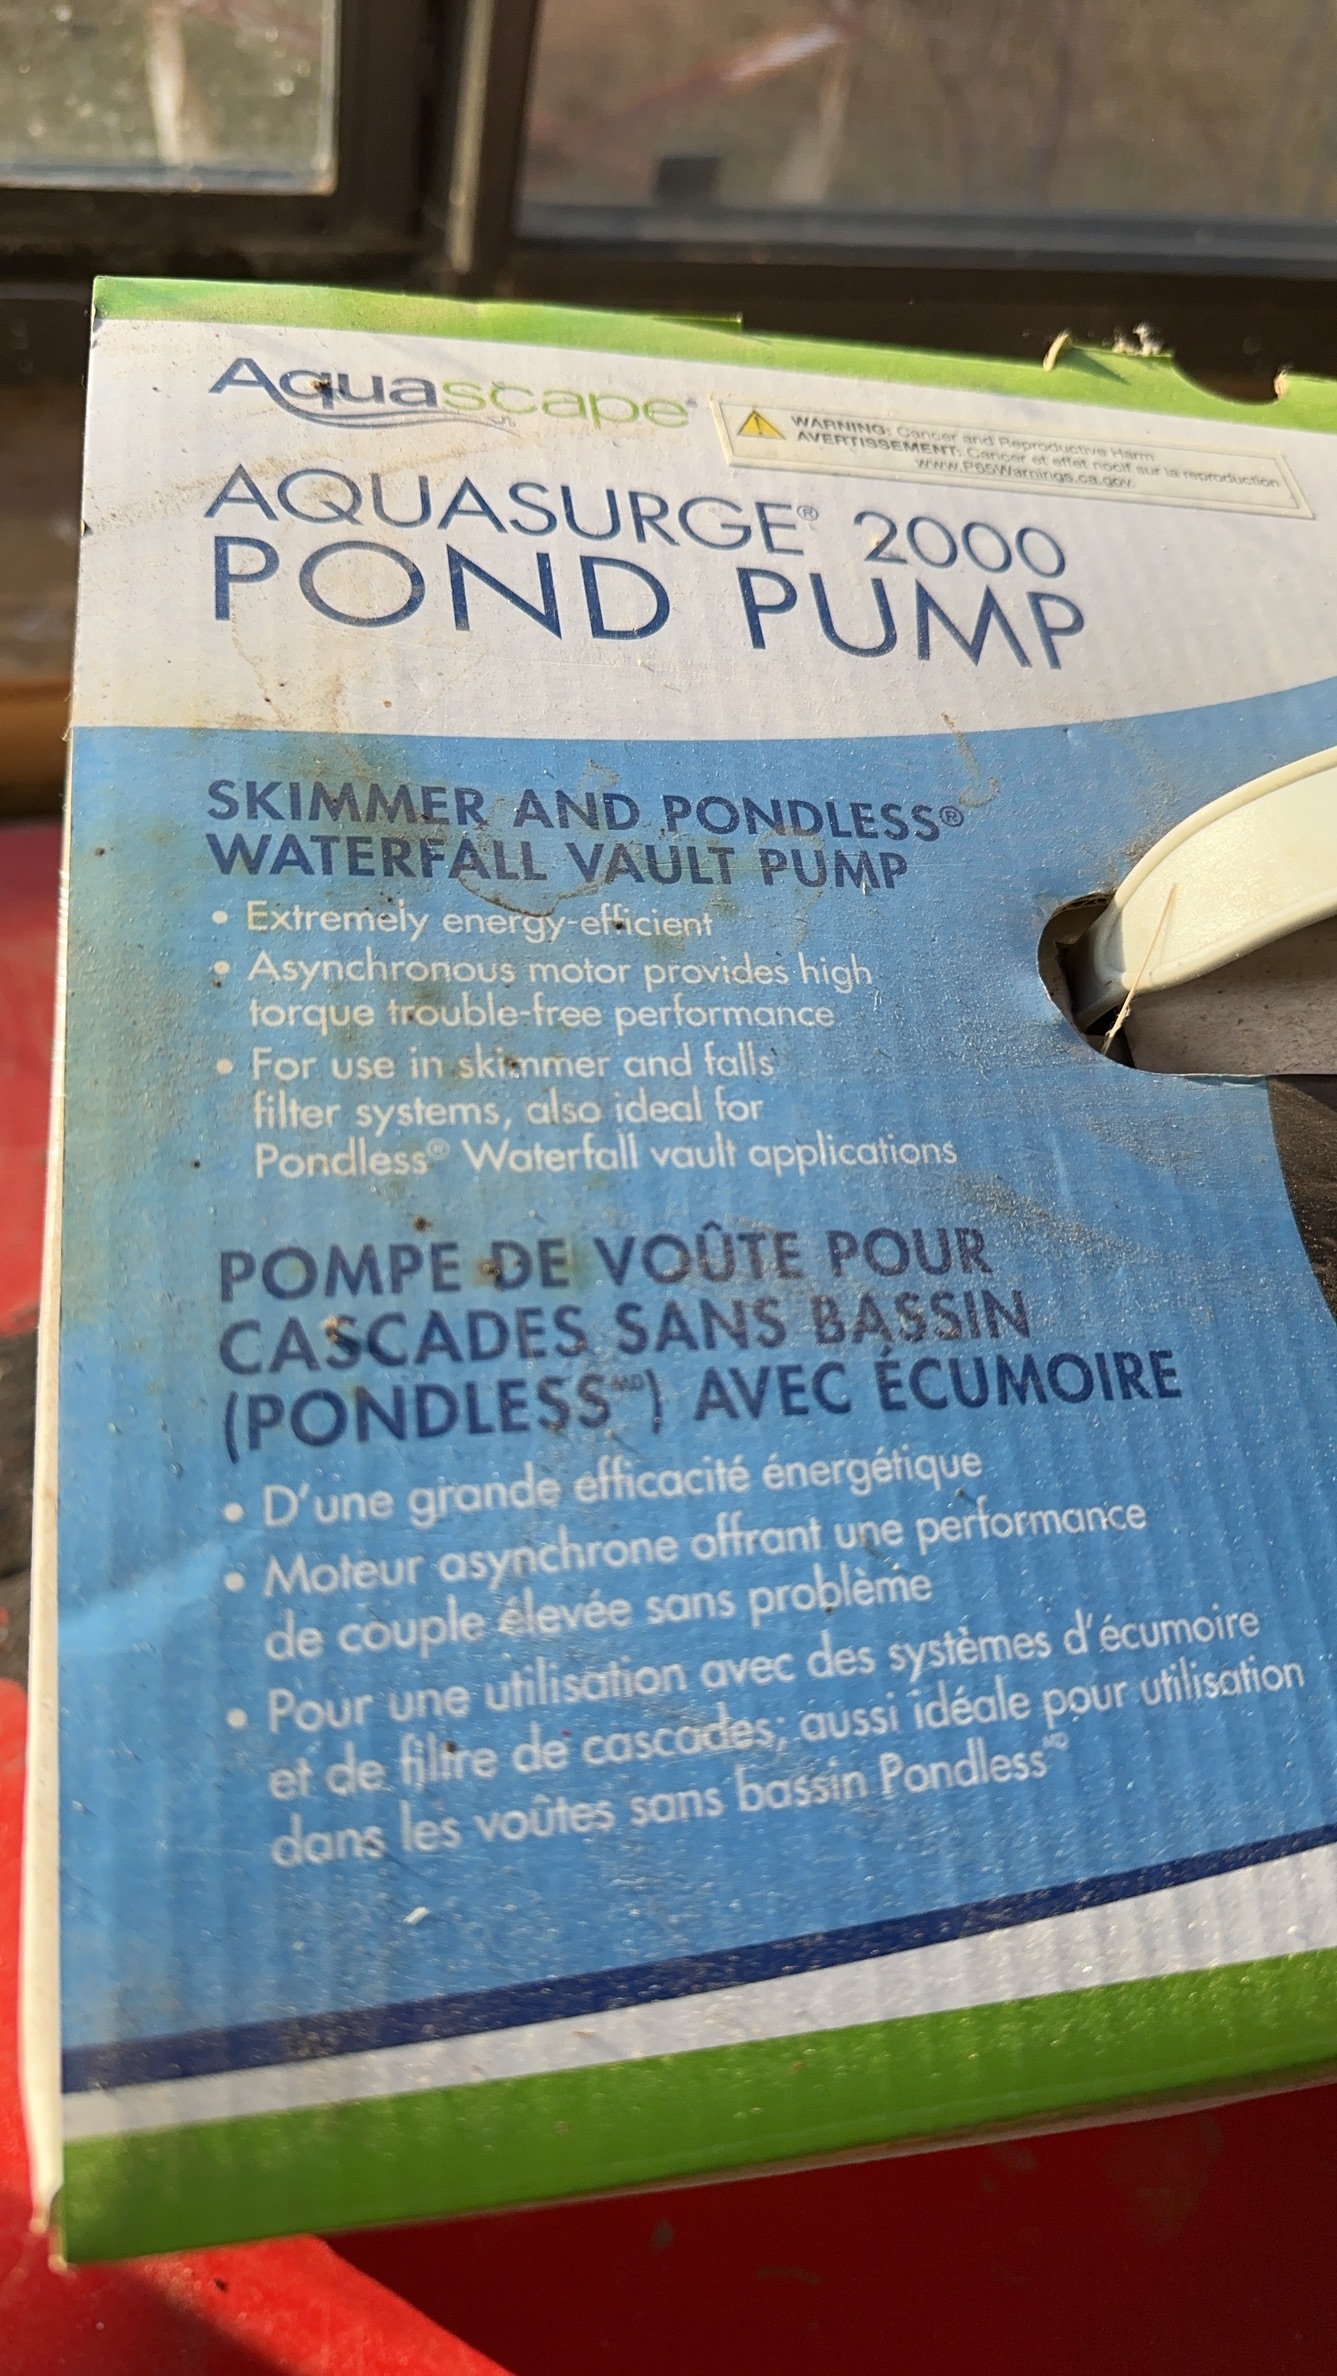 Aquascape®
WARNING: Cancer and Reproductive Harm
AVERTISSEMENT: Cancer et effet nocif sur la reproduction
www.P65Warnings.ca.gov.
AQUASURGE® 2000
POND PUMP
SKIMMER AND PONDLESS®
WATERFALL VAULT PUMP
• Extremely energy-efficient
• Asynchronous motor provides high
torque trouble-free performance
• For use in skimmer and falls
filter systems, also ideal for
Pondless® Waterfall vault applications
POMPE DE VOÛTE POUR
CASCADES SANS BASSIN
(PONDLESS MD) AVEC ÉCUMOIRE
• D'une grande efficacité énergétique
• Moteur asynchrone offrant une performance
de couple élevée sans problème
• Pour une utilisation avec des systèmes d'écumoire
et de filtre de cascades; aussi idéale pour utilisation
dans les voûtes sans bassin Pondless MD